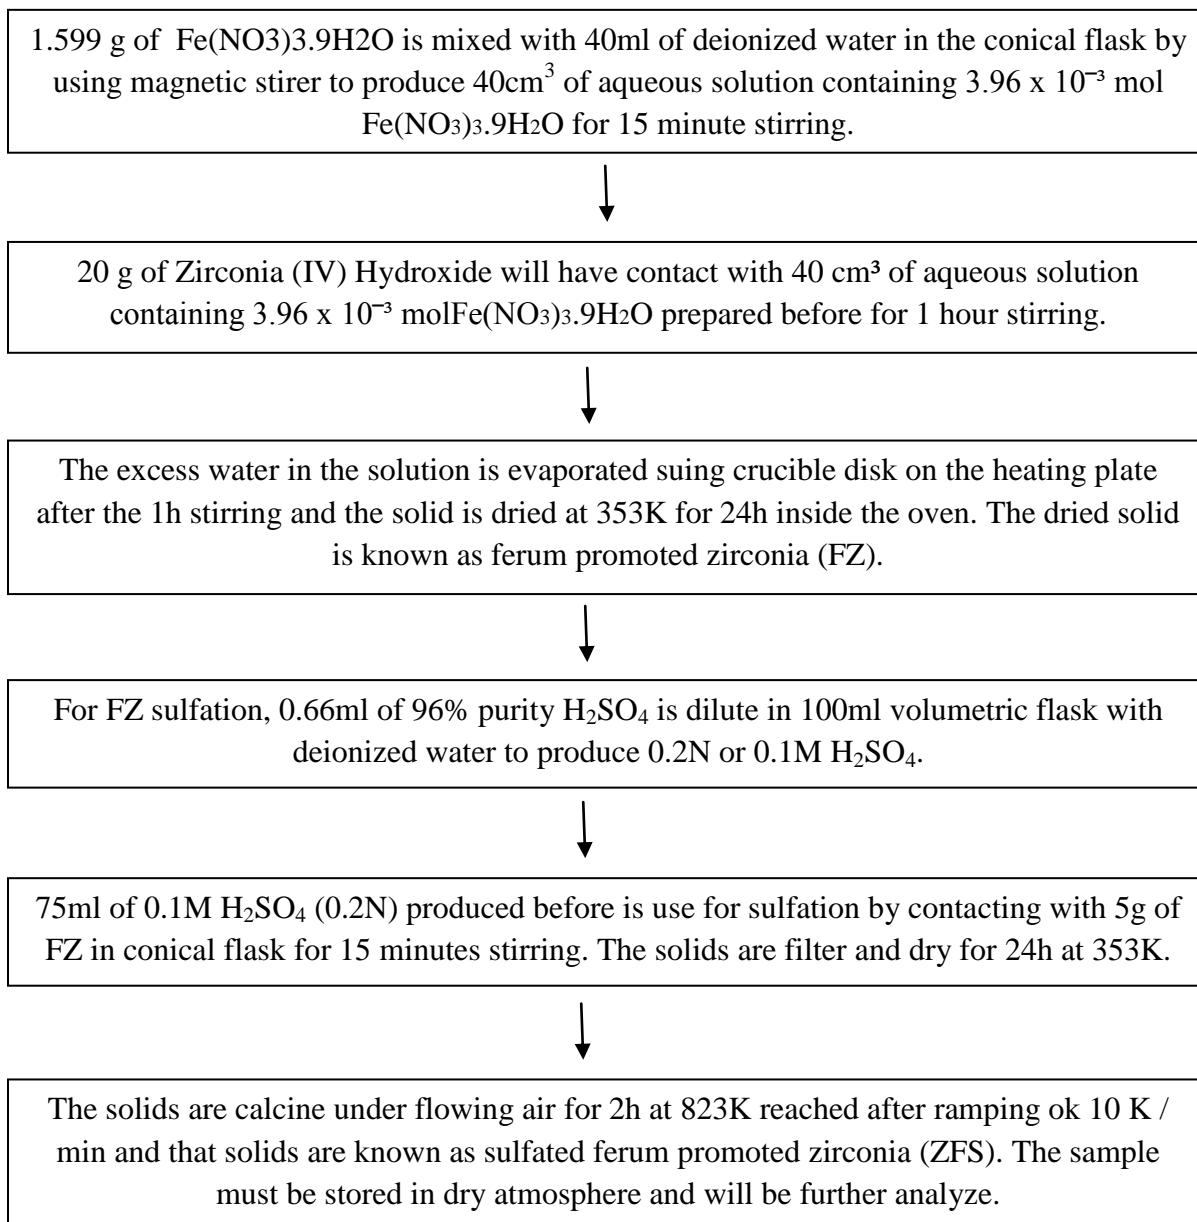 1.599 g of  Fe(NO3)3.9H2O is mixed with 40ml of deionized water in the conical flask by
using magnetic stirer to produce 40cm³ of aqueous solution containing 3.96 x 10⁻³ mol
Fe(NO₃)₃.9H₂O for 15 minute stirring.
20 g of Zirconia (IV) Hydroxide will have contact with 40 cm³ of aqueous solution
containing 3.96 x 10⁻³ molFe(NO₃)₃.9H₂O prepared before for 1 hour stirring.
The excess water in the solution is evaporated suing crucible disk on the heating plate
after the 1h stirring and the solid is dried at 353K for 24h inside the oven. The dried solid
is known as ferum promoted zirconia (FZ).
For FZ sulfation, 0.66ml of 96% purity H₂SO₄ is dilute in 100ml volumetric flask with
deionized water to produce 0.2N or 0.1M H₂SO₄.
75ml of 0.1M H₂SO₄ (0.2N) produced before is use for sulfation by contacting with 5g of
FZ in conical flask for 15 minutes stirring. The solids are filter and dry for 24h at 353K.
The solids are calcine under flowing air for 2h at 823K reached after ramping ok 10 K /
min and that solids are known as sulfated ferum promoted zirconia (ZFS). The sample
must be stored in dry atmosphere and will be further analyze.